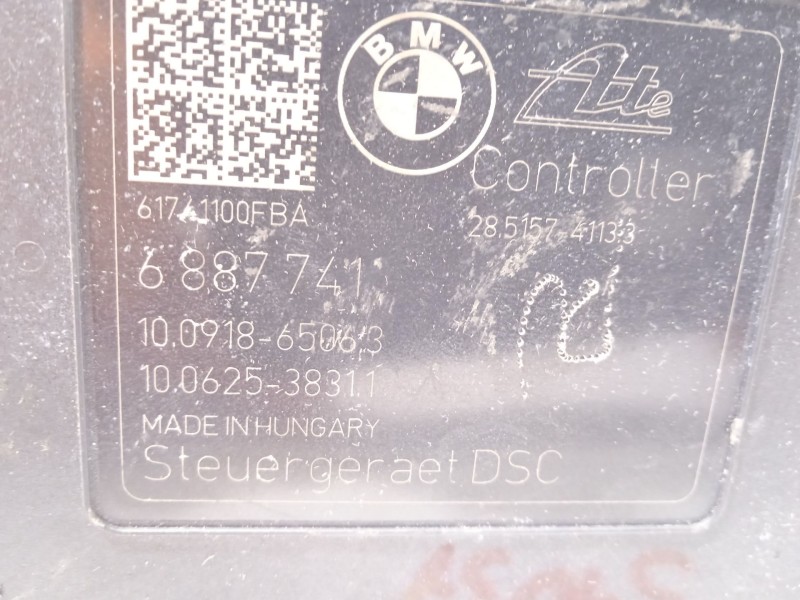 BMW
Ate
Controller
61741100FBA
28.5157-4113.3
6 887 741
10.0918-6506.3
10.0625-3831.1
MADE IN HUNGARY
Steuergeraet DSC